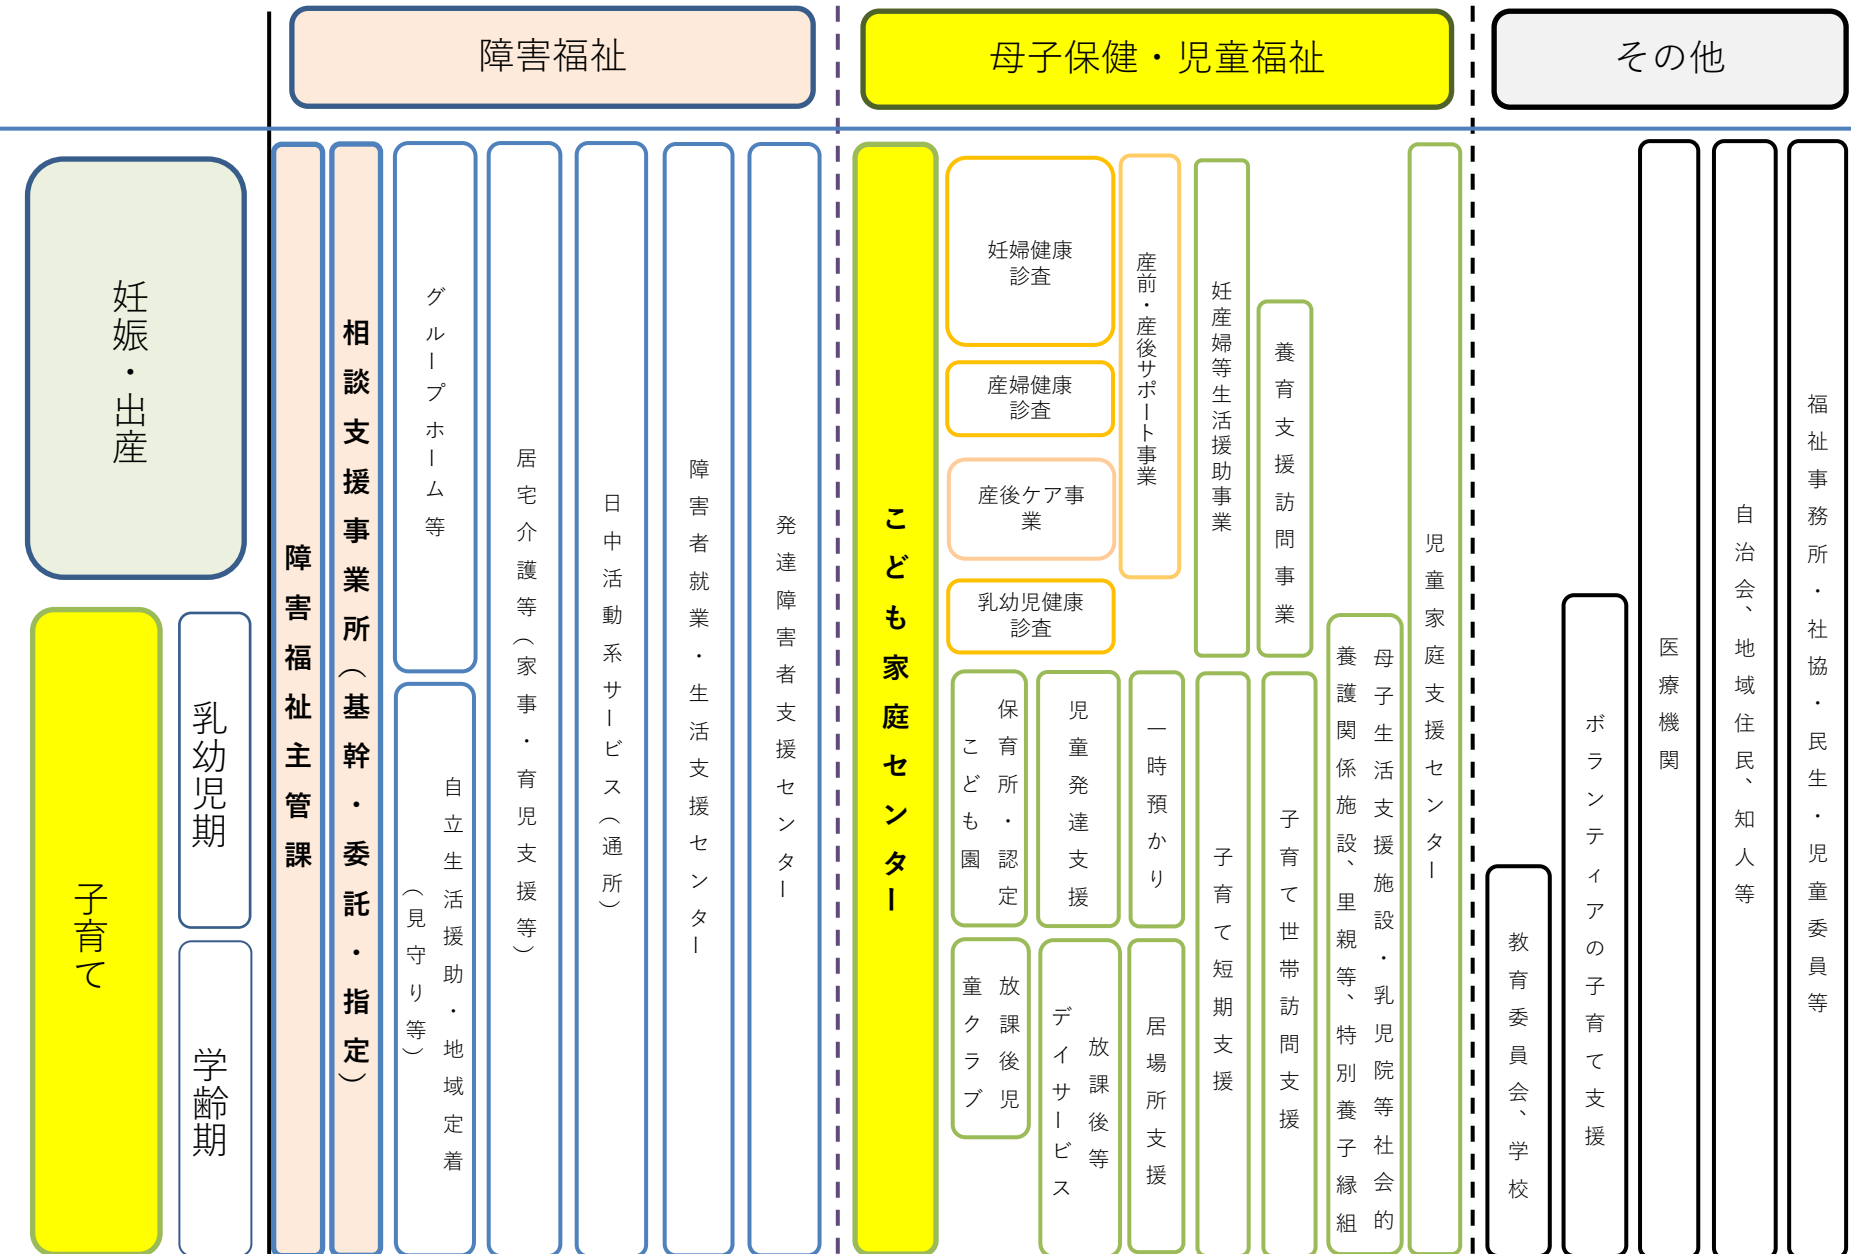 障害福祉
母子保健・児童福祉
その他
妊娠・出産
子育て
乳幼児期
学齢期
障害福祉主管課
相談支援事業所（基幹・委託・指定）
グループホーム等
自立生活援助・地域定着
（見守り等）
居宅介護等（家事・育児支援等）
日中活動系サービス（通所）
障害者就業・生活支援センター
発達障害者支援センター
こども家庭センター
妊婦健康
診査
産婦健康
診査
産後ケア事
業
乳幼児健康
診査
産前・産後サポート事業
妊産婦等生活援助事業
養育支援訪問事業
保育所・認定
こども園
児童発達支援
一時預かり
放課後児
童クラブ
放課後等
デイサービス
居場所支援
子育て短期支援
子育て世帯訪問支援
母子生活支援施設・乳児院等社会的
養護関係施設、里親等、特別養子縁組
児童家庭支援センター
教育委員会、学校
ボランティアの子育て支援
医療機関
自治会、地域住民、知人等
福祉事務所・社協・民生・児童委員等